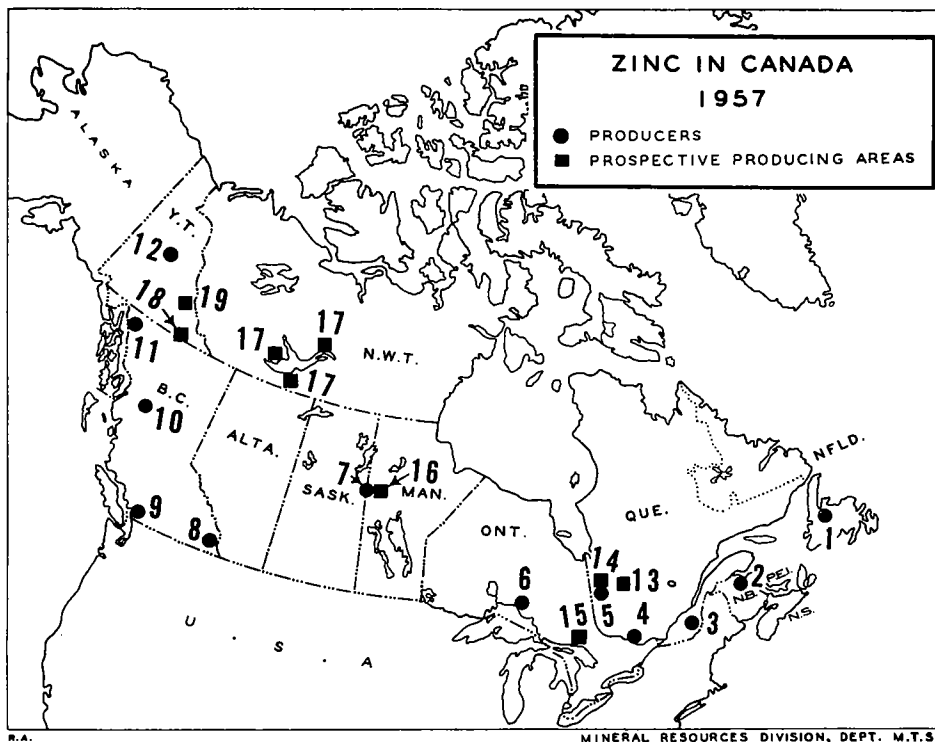 ZINC IN CANADA
1957
● PRODUCERS
■ PROSPECTIVE PRODUCING AREAS
ALASKA
Y.T.
12
19
18
17
17
17
N.W.T.
11
B.C.
10
ALTA.
SASK.
7
16
MAN.
NFLD.
1
QUE.
ONT.
9
8
6
14
13
5
15
4
3
2
N.B.
P.E.I.
N.S.
U. S. A
R.A.
MINERAL RESOURCES DIVISION, DEPT. M.T.S